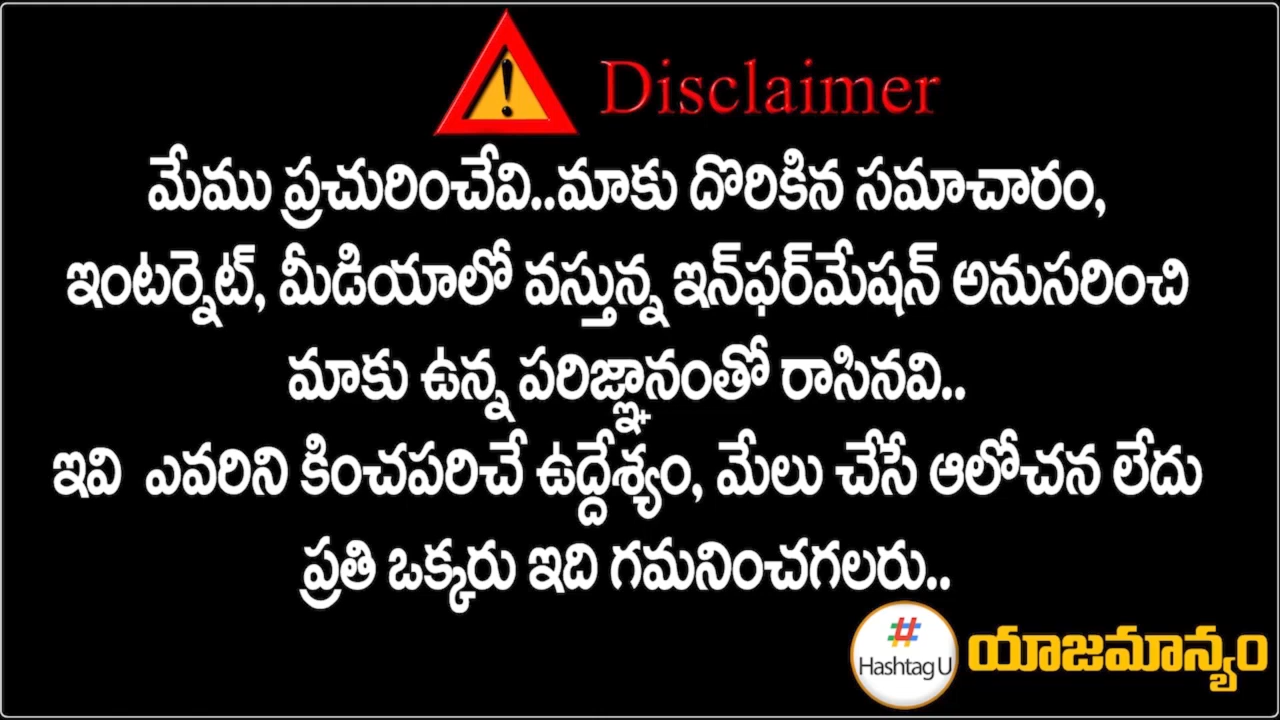 Disclaimer
మేము ప్రచురించేవి..మాకు దొరికిన సమాచారం,
ఇంటర్నెట్, మీడియాలో వస్తున్న ఇన్‌ఫర్‌మేషన్ అనుసరించి
మాకు ఉన్న పరిజ్ఞానంతో రాసినవి..
ఇవి ఎవరిని కించపరిచే ఉద్దేశ్యం, మేలు చేసే ఆలోచన లేదు
ప్రతి ఒక్కరు ఇది గమనించగలరు..
#
Hashtag U
యాజమాన్యం